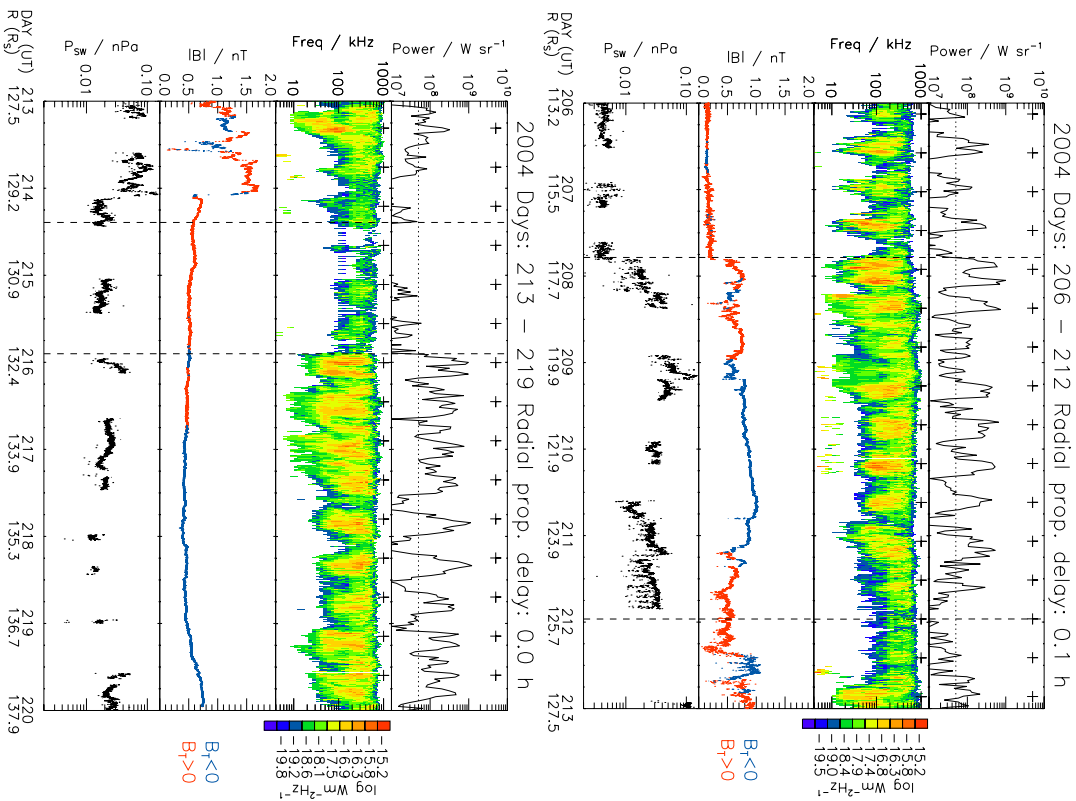 2004 Days: 206 – 212 Radial prop. delay: 0.1 h
Power / W sr⁻¹
10¹⁰
10⁹
10⁸
10⁷
Freq / kHz
1000
100
10
−15.2
−15.8
−16.3
−16.8
−17.4
−17.9
−18.4
−19.0
−19.5
log Wm⁻²Hz⁻¹
|B| / nT
2.0
1.5
1.0
0.5
0.0
B_T<0
B_T>0
P_SW / nPa
0.10
0.01
DAY (UT) 206 207 208 209 210 211 212 213
R (R_S) 113.2 115.5 117.7 119.9 121.9 123.9 125.7 127.5
2004 Days: 213 – 219 Radial prop. delay: 0.0 h
Power / W sr⁻¹
10¹⁰
10⁹
10⁸
10⁷
Freq / kHz
1000
100
10
−15.2
−15.8
−16.3
−16.9
−17.5
−18.1
−18.6
−19.2
−19.8
log Wm⁻²Hz⁻¹
|B| / nT
2.0
1.5
1.0
0.5
0.0
B_T<0
B_T>0
P_SW / nPa
0.10
0.01
DAY (UT) 213 214 215 216 217 218 219 220
R (R_S) 127.5 129.2 130.9 132.4 133.9 135.3 136.7 137.9